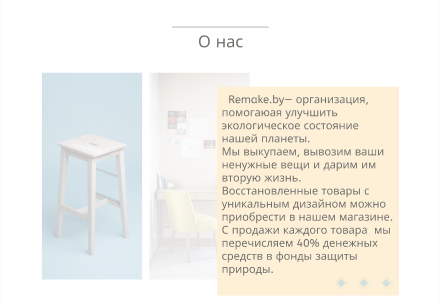 О нас
Remake.by— организация,
помогаюая улучшить
экологическое состояние
нашей планеты.
Мы выкупаем, вывозим ваши
ненужные вещи и дарим им
вторую жизнь.
Восстановленные товары с
уникальным дизайном можно
приобрести в нашем магазине.
С продажи каждого товара мы
перечисляем 40% денежных
средств в фонды защиты
природы.